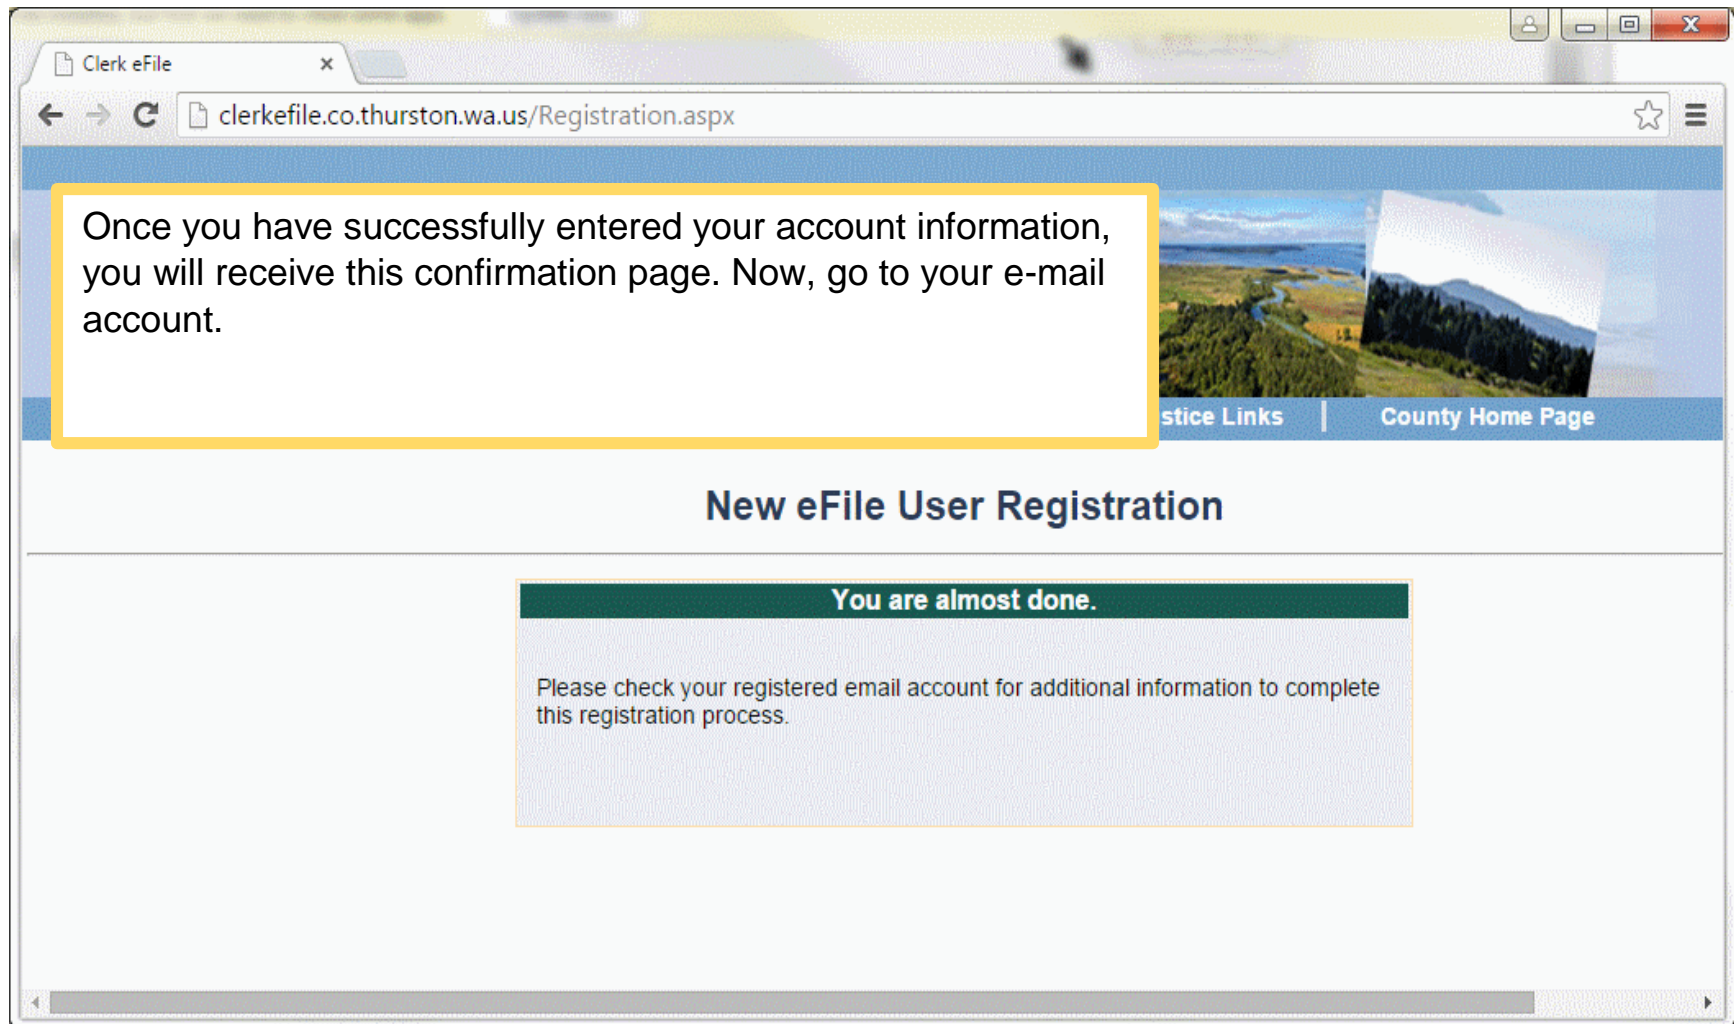 Clerk eFile
clerkefile.co.thurston.wa.us/Registration.aspx
Once you have successfully entered your account information,
you will receive this confirmation page. Now, go to your e-mail
account.
stice Links | County Home Page
New eFile User Registration
You are almost done.
Please check your registered email account for additional information to complete
this registration process.